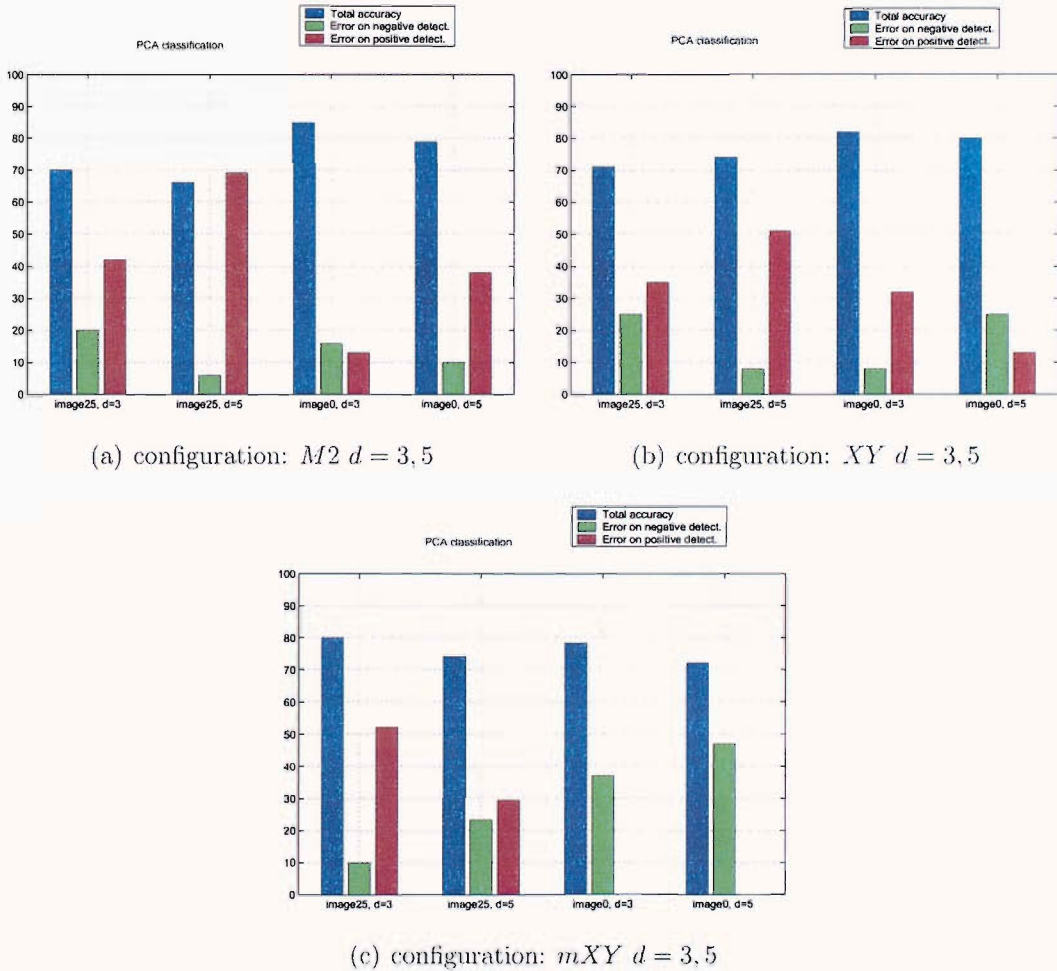 Total accuracy
Error on negative detect.
Error on positive detect.
PCA classification
100
90
80
70
60
50
40
30
20
10
0
image25, d=3
image25, d=5
image0, d=3
image0, d=5
(a) configuration: M2 d = 3, 5
Total accuracy
Error on negative detect.
Error on positive detect.
PCA classification
100
90
80
70
60
50
40
30
20
10
0
image25, d=3
image25, d=5
image0, d=3
image0, d=5
(b) configuration: XY d = 3, 5
Total accuracy
Error on negative detect.
Error on positive detect.
PCA classification
100
90
80
70
60
50
40
30
20
10
0
image25, d=3
image25, d=5
image0, d=3
image0, d=5
(c) configuration: mXY d = 3, 5